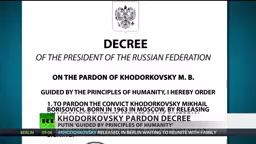 DECREE
OF THE PRESIDENT OF THE RUSSIAN FEDERATION
ON THE PARDON OF KHODORKOVSKY M. B.
GUIDED BY THE PRINCIPLES OF HUMANITY, I HEREBY ORDER
1. TO PARDON THE CONVICT KHODORKOVSKY MIKHAIL
BORISOVICH, BORN IN 1963 IN MOSCOW, BY RELEASING
KHODORKOVSKY PARDON DECREE
RT PUTIN 'GUIDED BY PRINCIPLES OF HUMANITY'
BERLIN KHODORKOVSKY RELEASED IN BERLIN WAITING TO REUNITE WITH FAMILY